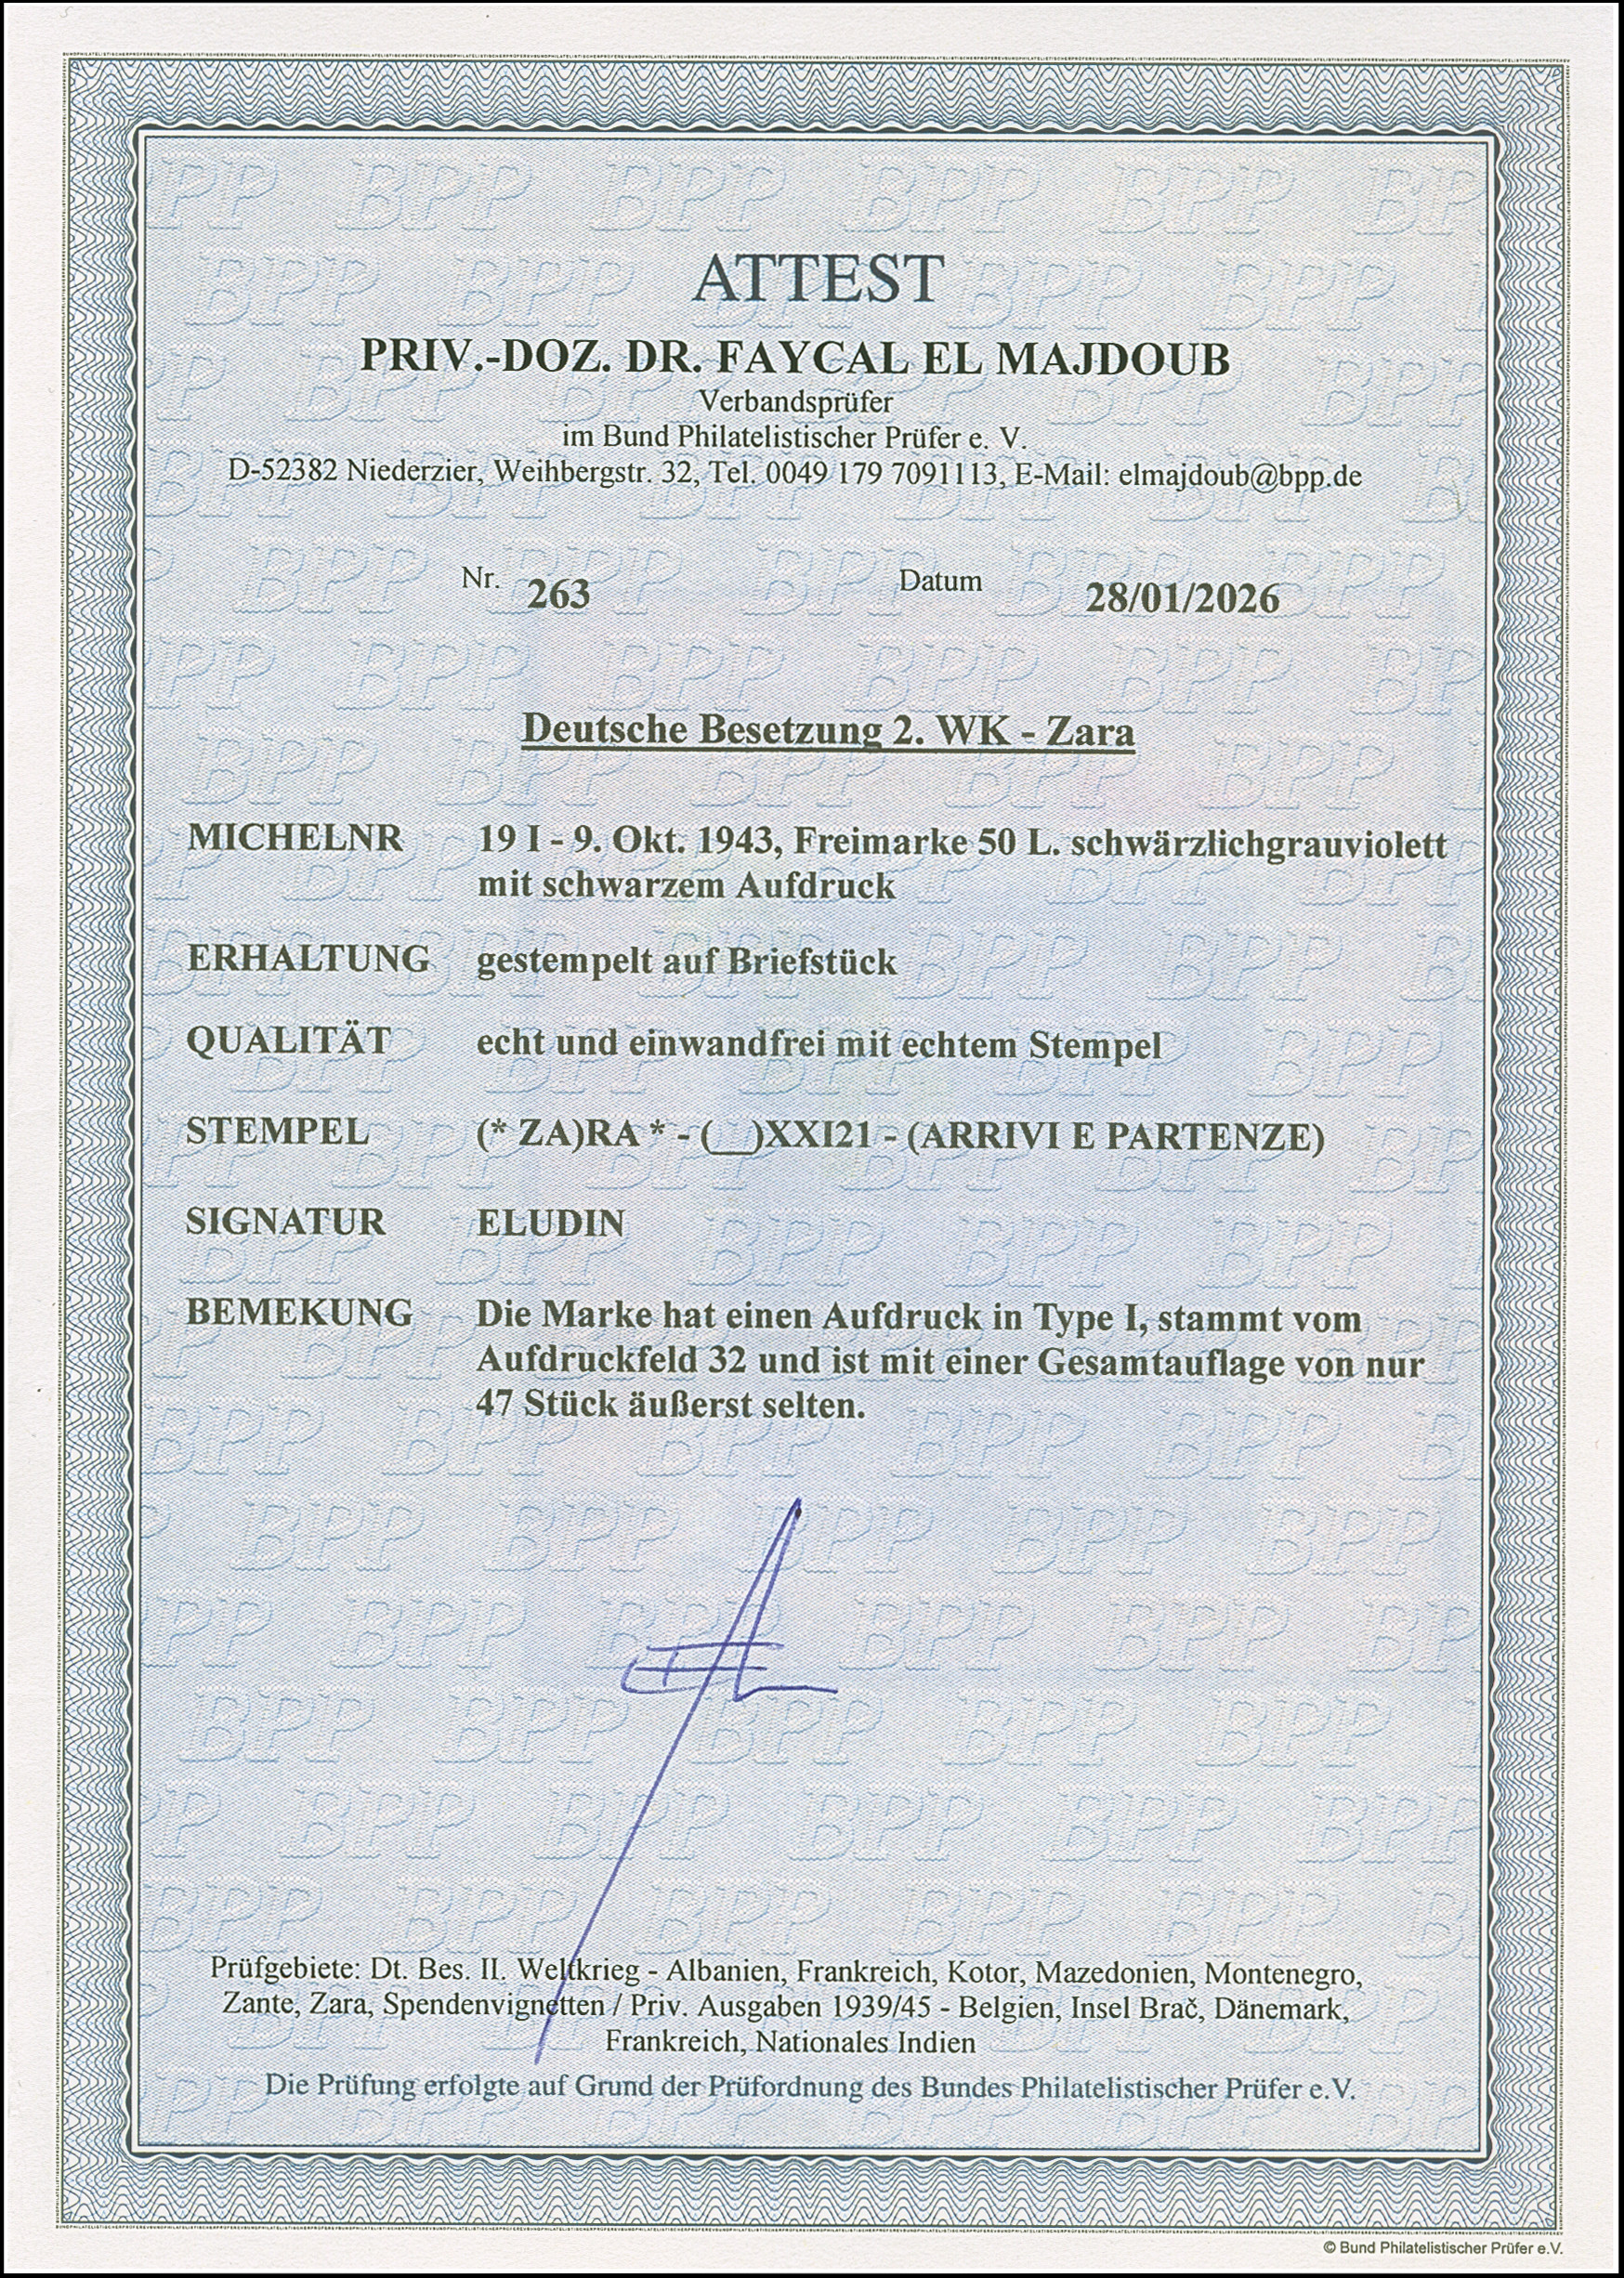 ATTEST
PRIV.-DOZ. DR. FAYCAL EL MAJDOUB
Verbandsprüfer
im Bund Philatelistischer Prüfer e. V.
D-52382 Niederzier, Weihbergstr. 32, Tel. 0049 179 7091113, E-Mail: elmajdoub@bpp.de
Nr. 263 Datum 28/01/2026
Deutsche Besetzung 2. WK - Zara
MICHELNR 19 I - 9. Okt. 1943, Freimarke 50 L. schwärzlichgrauviolett
mit schwarzem Aufdruck
ERHALTUNG gestempelt auf Briefstück
QUALITÄT echt und einwandfrei mit echtem Stempel
STEMPEL (* ZA)RA * - (__)XXI21 - (ARRIVI E PARTENZE)
SIGNATUR ELUDIN
BEMEKUNG Die Marke hat einen Aufdruck in Type I, stammt vom
Aufdruckfeld 32 und ist mit einer Gesamtauflage von nur
47 Stück äußerst selten.
Prüfgebiete: Dt. Bes. II. Weltkrieg - Albanien, Frankreich, Kotor, Mazedonien, Montenegro,
Zante, Zara, Spendenvignetten / Priv. Ausgaben 1939/45 - Belgien, Insel Brač, Dänemark,
Frankreich, Nationales Indien
Die Prüfung erfolgte auf Grund der Prüfordnung des Bundes Philatelistischer Prüfer e.V.
© Bund Philatelistischer Prüfer e.V.